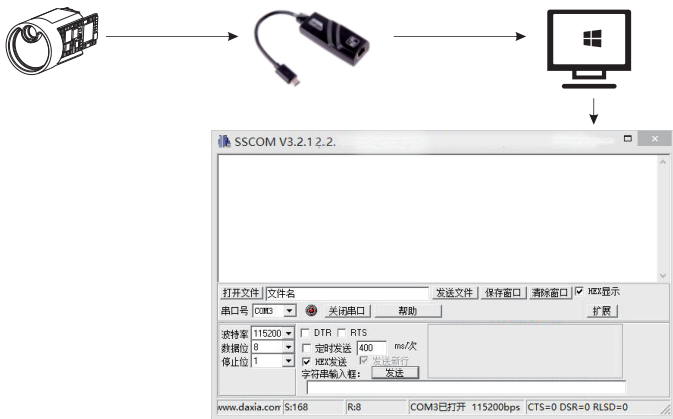 SSCOM V3.2.12.2.
打开文件 文件名 发送文件 保存窗口 清除窗口 HEX显示
串口号 COM3 关闭串口 帮助 扩展
波特率 115200 DTR RTS
数据位 8 定时发送 400 ms/次
停止位 1 HEX发送 发送新行
字符串输入框: 发送
www.daxia.com S:168 R:8 COM3已打开 115200bps CTS=0 DSR=0 RLSD=0